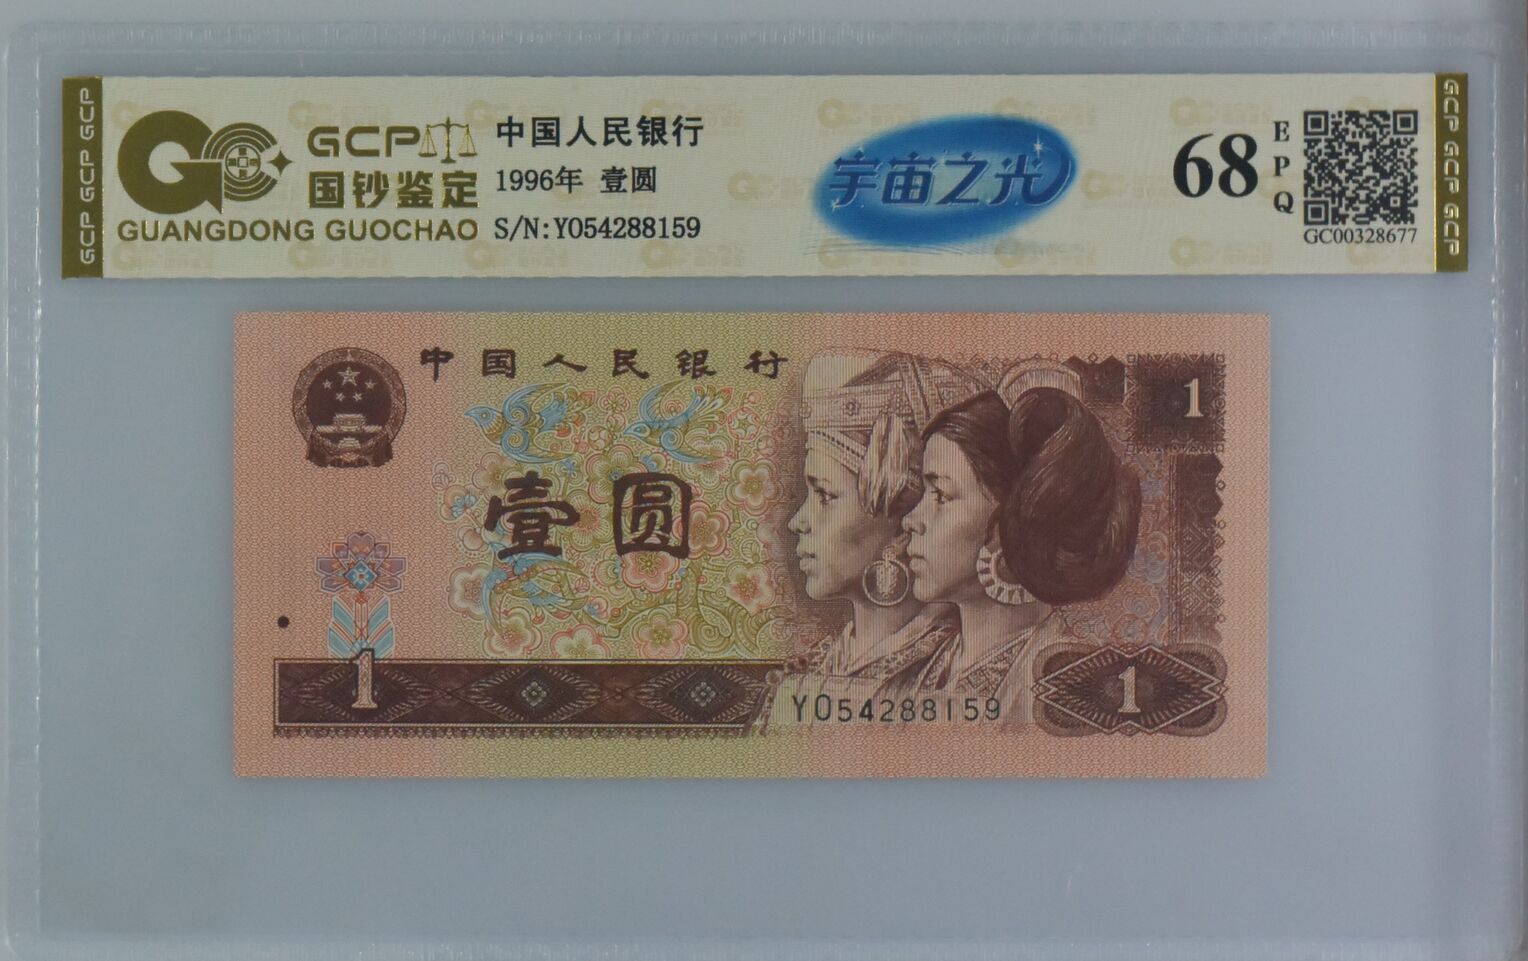 GCP GCP GCP
GCP
国钞鉴定
GUANGDONG GUOCHAO
中国人民银行
1996年 壹圆
S/N:YO54288159
宇宙之光
68
EPQ
GC00328677
GCP GCP GCP
中国人民银行
1
壹圆
1
YO54288159
1